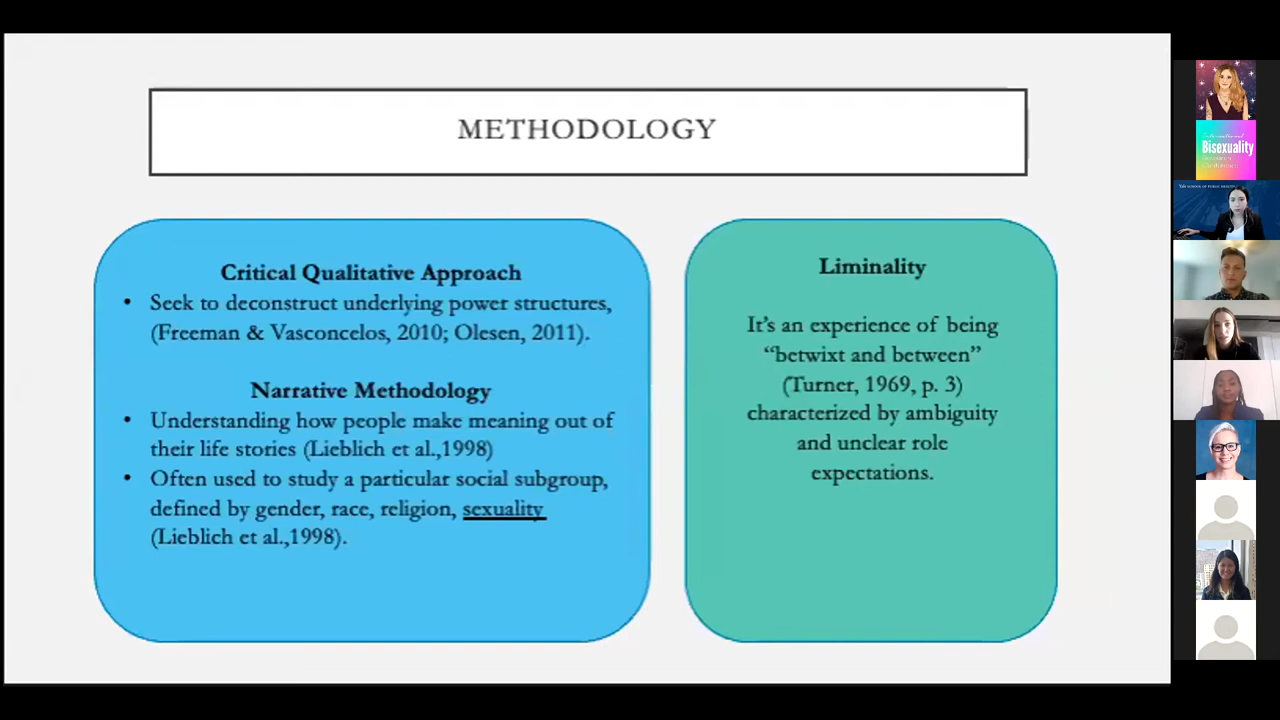 METHODOLOGY
Critical Qualitative Approach
• Seek to deconstruct underlying power structures,
(Freeman & Vasconcelos, 2010; Olesen, 2011).
Narrative Methodology
• Understanding how people make meaning out of
their life stories (Lieblich et al.,1998)
• Often used to study a particular social subgroup,
defined by gender, race, religion, sexuality
(Lieblich et al.,1998).
Liminality
It’s an experience of being
“betwixt and between”
(Turner, 1969, p. 3)
characterized by ambiguity
and unclear role
expectations.
Bisexuality